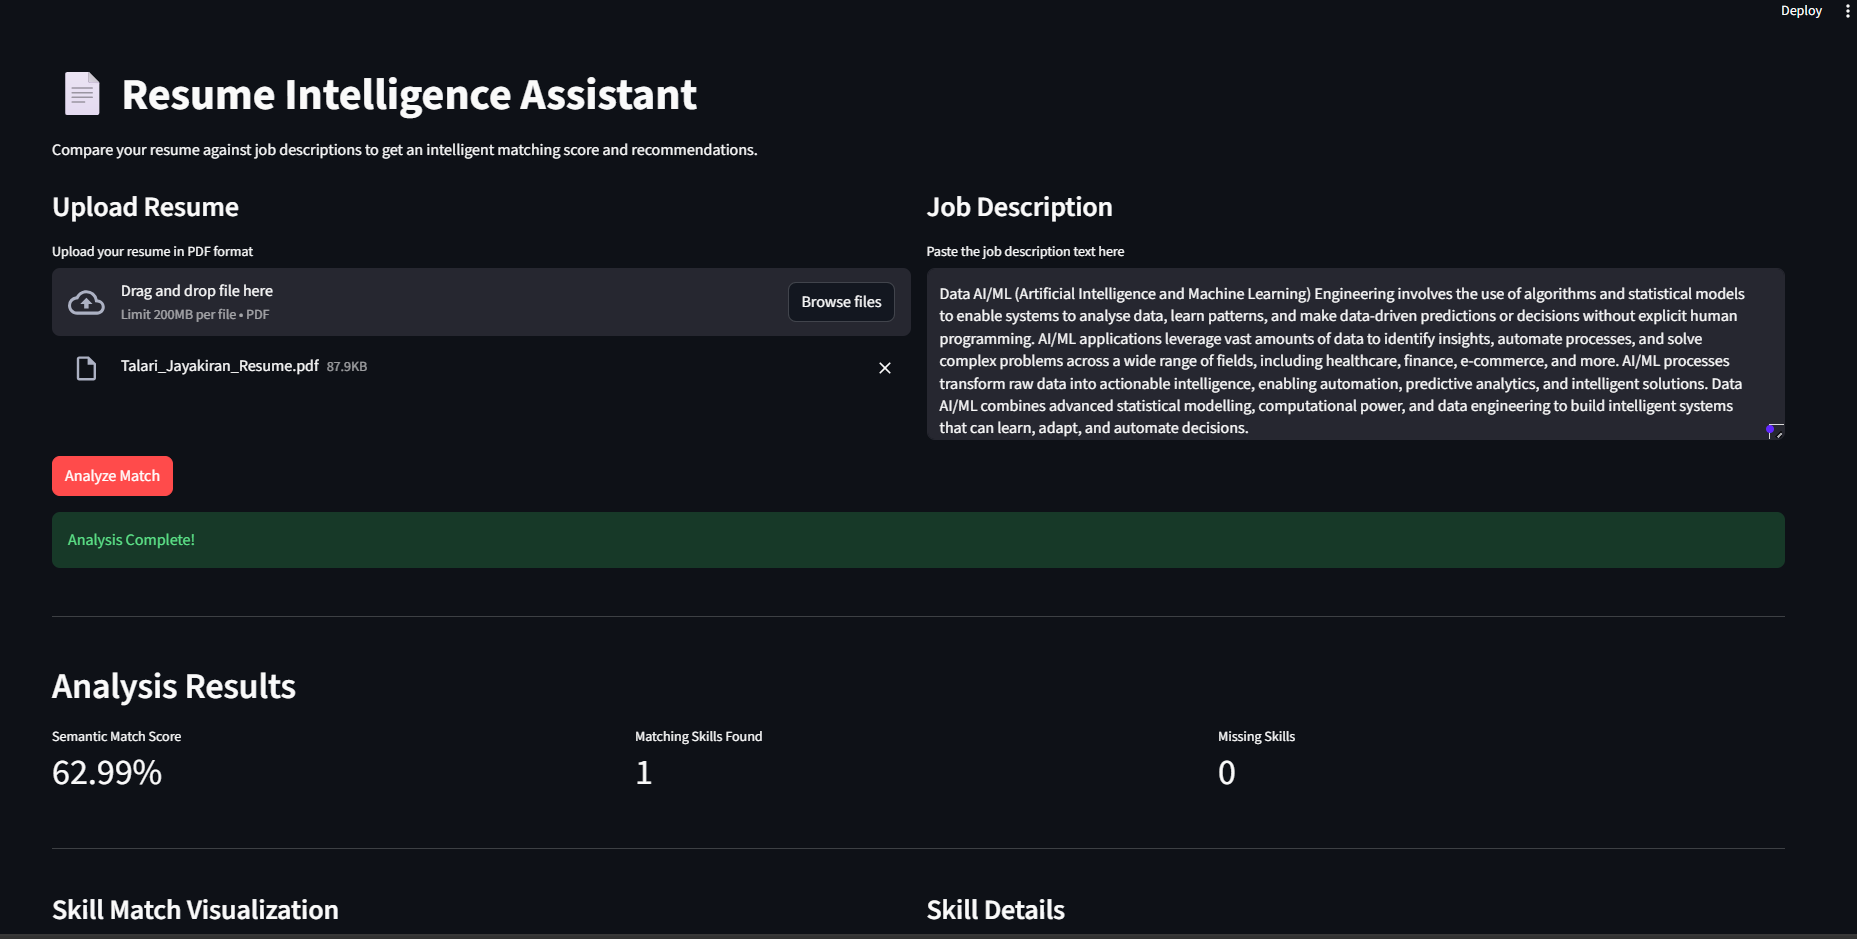 Deploy
Resume Intelligence Assistant
Compare your resume against job descriptions to get an intelligent matching score and recommendations.
Upload Resume
Upload your resume in PDF format
Drag and drop file here
Limit 200MB per file • PDF
Browse files
Talari_Jayakiran_Resume.pdf 87.9KB
Job Description
Paste the job description text here
Data AI/ML (Artificial Intelligence and Machine Learning) Engineering involves the use of algorithms and statistical models
to enable systems to analyse data, learn patterns, and make data-driven predictions or decisions without explicit human
programming. AI/ML applications leverage vast amounts of data to identify insights, automate processes, and solve
complex problems across a wide range of fields, including healthcare, finance, e-commerce, and more. AI/ML processes
transform raw data into actionable intelligence, enabling automation, predictive analytics, and intelligent solutions. Data
AI/ML combines advanced statistical modelling, computational power, and data engineering to build intelligent systems
that can learn, adapt, and automate decisions.
Analyze Match
Analysis Complete!
Analysis Results
Semantic Match Score
62.99%
Matching Skills Found
1
Missing Skills
0
Skill Match Visualization
Skill Details